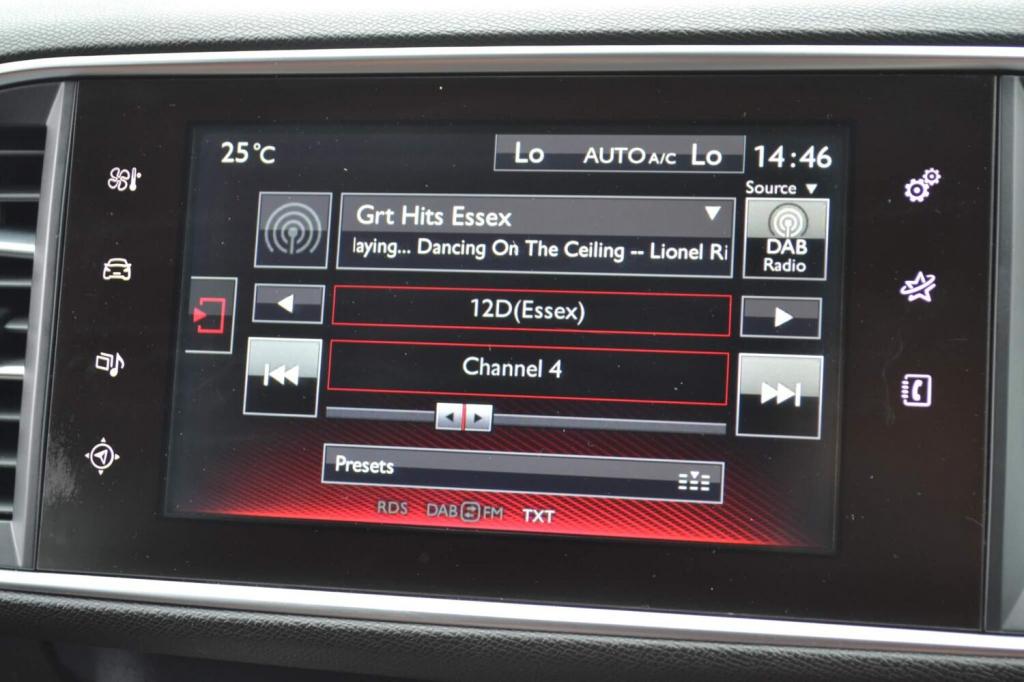 25°C
Lo AUTO A/C Lo
14:46
Source ▼
Grt Hits Essex
laying... Dancing On The Ceiling -- Lionel Ri
DAB
Radio
12D(Essex)
Channel 4
Presets
RDS DAB FM TXT